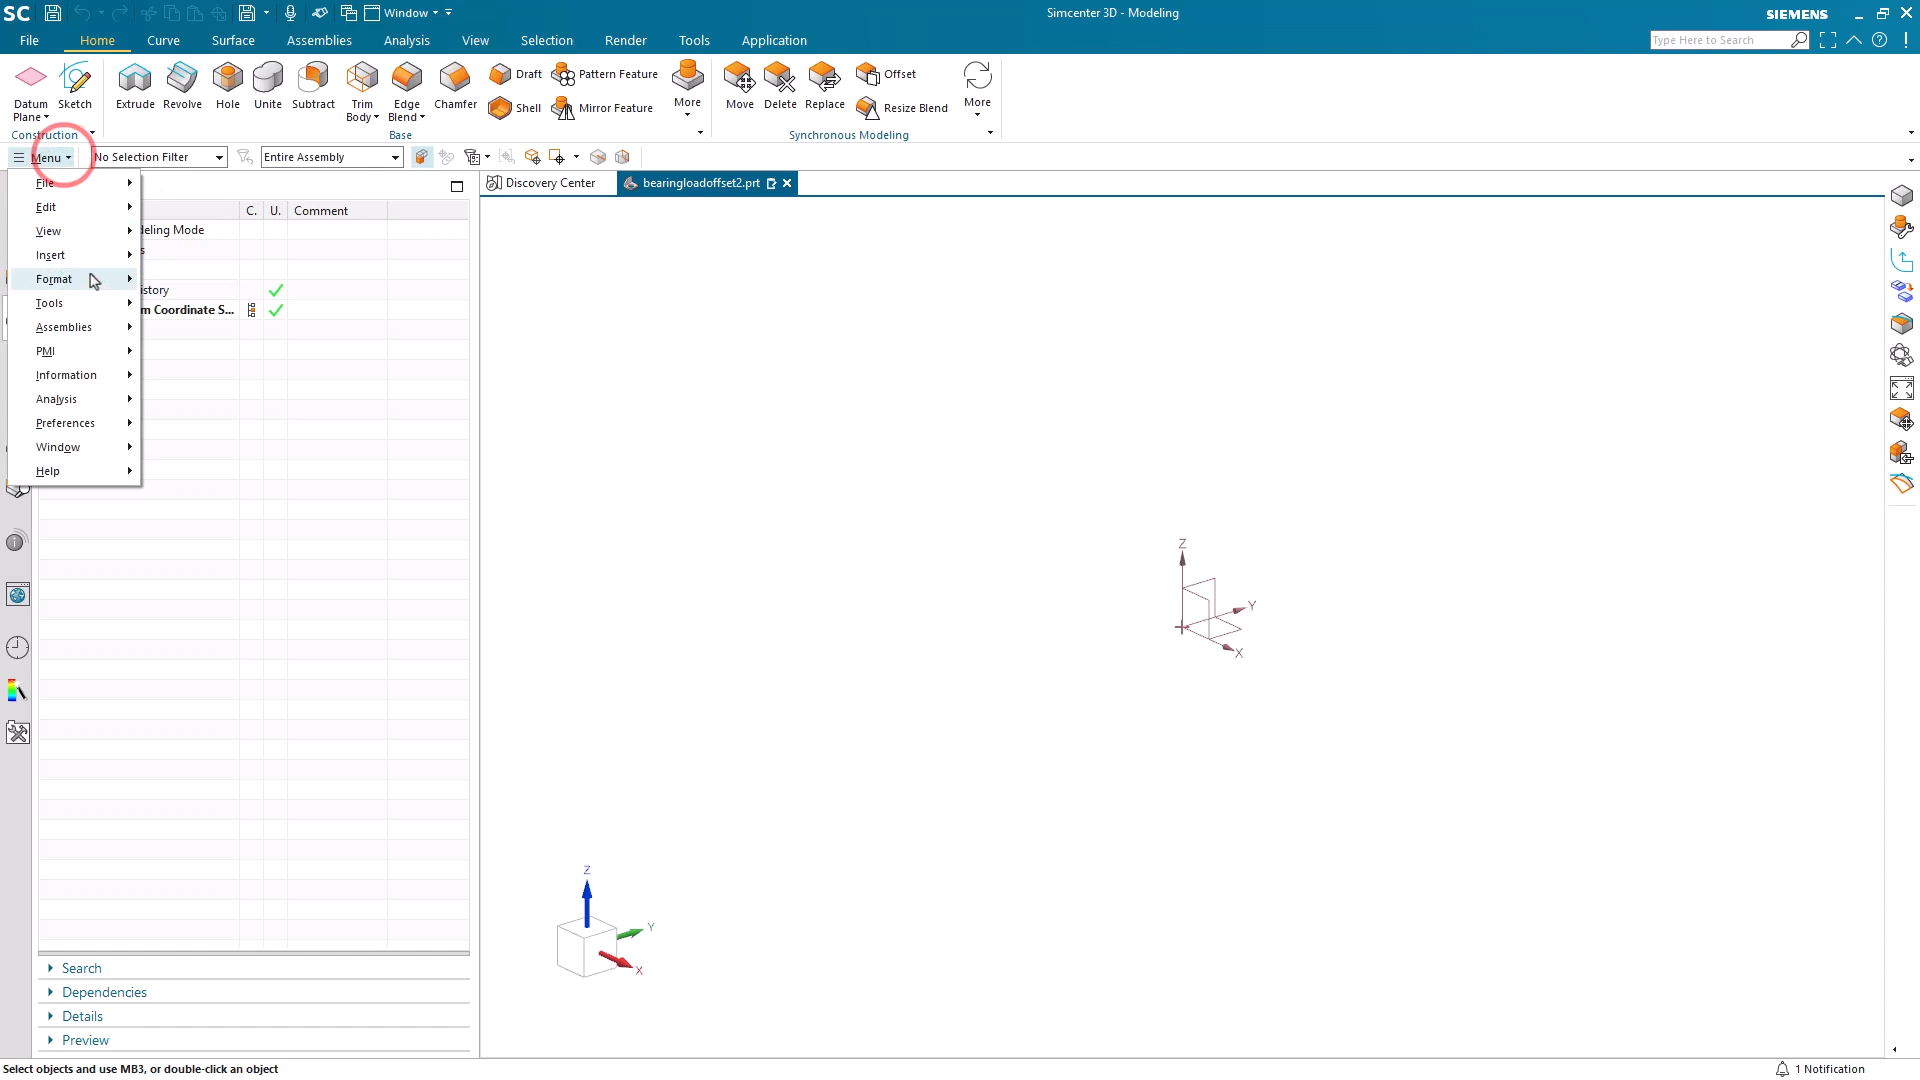 SC Window Simcenter 3D - Modeling SIEMENS
File Home Curve Surface Assemblies Analysis View Selection Render Tools Application Type Here to Search
Datum Plane Sketch Extrude Revolve Hole Unite Subtract Trim Body Edge Blend Chamfer Draft Pattern Feature More Move Delete Replace Offset More
Shell Mirror Feature Resize Blend
Construction Base Synchronous Modeling
Menu No Selection Filter Entire Assembly
Discovery Center bearingloadoffset2.prt
File
Edit
View
Insert
Format
Tools
Assemblies
PMI
Information
Analysis
Preferences
Window
Help
C. U. Comment
deling Mode
s
istory
m Coordinate S...
Z
Y
X
Z
Y
X
Search
Dependencies
Details
Preview
Select objects and use MB3, or double-click an object 1 Notification